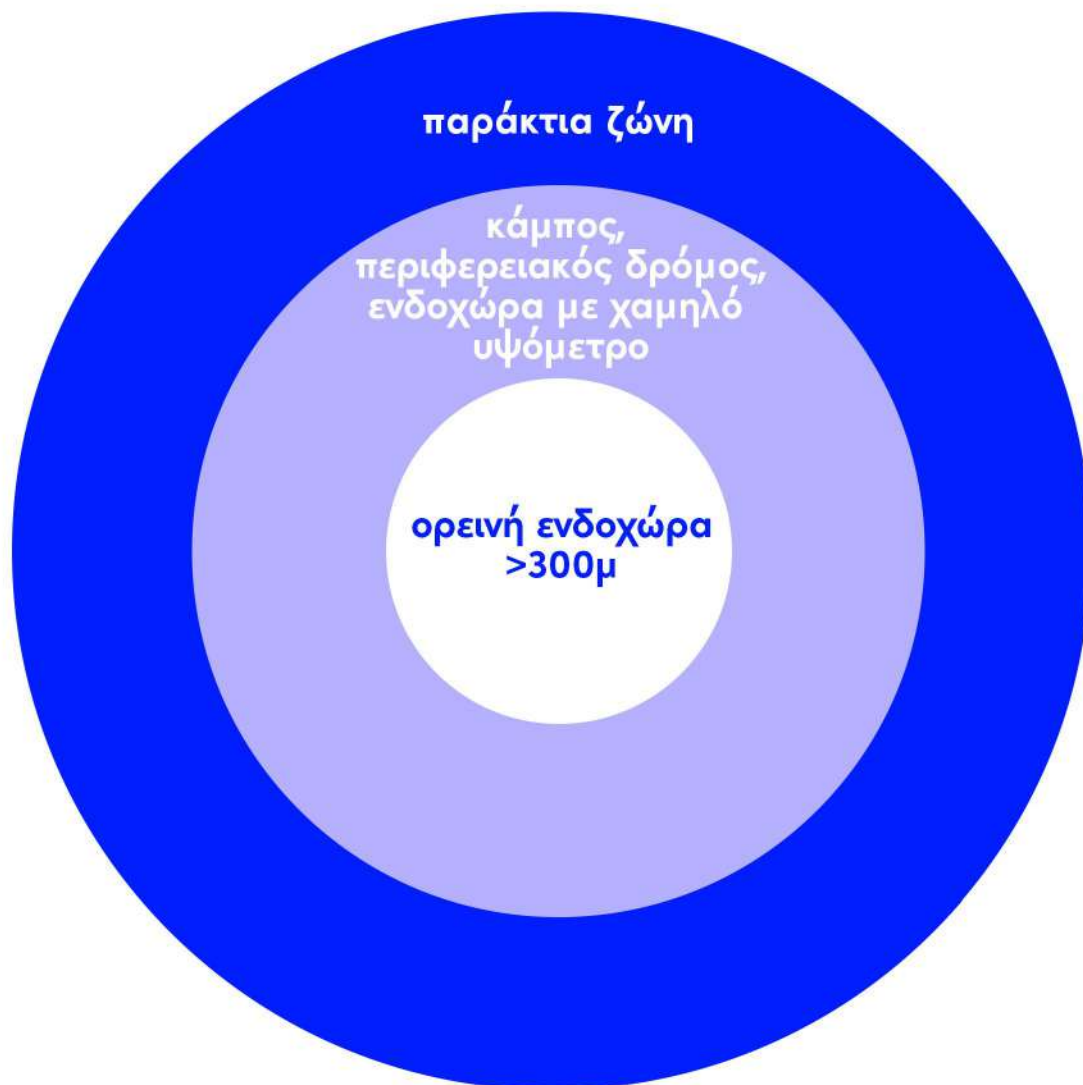 παράκτια ζώνη
κάμπος,
περιφερειακός δρόμος,
ενδοχώρα με χαμηλό
υψόμετρο
ορεινή ενδοχώρα
>300μ